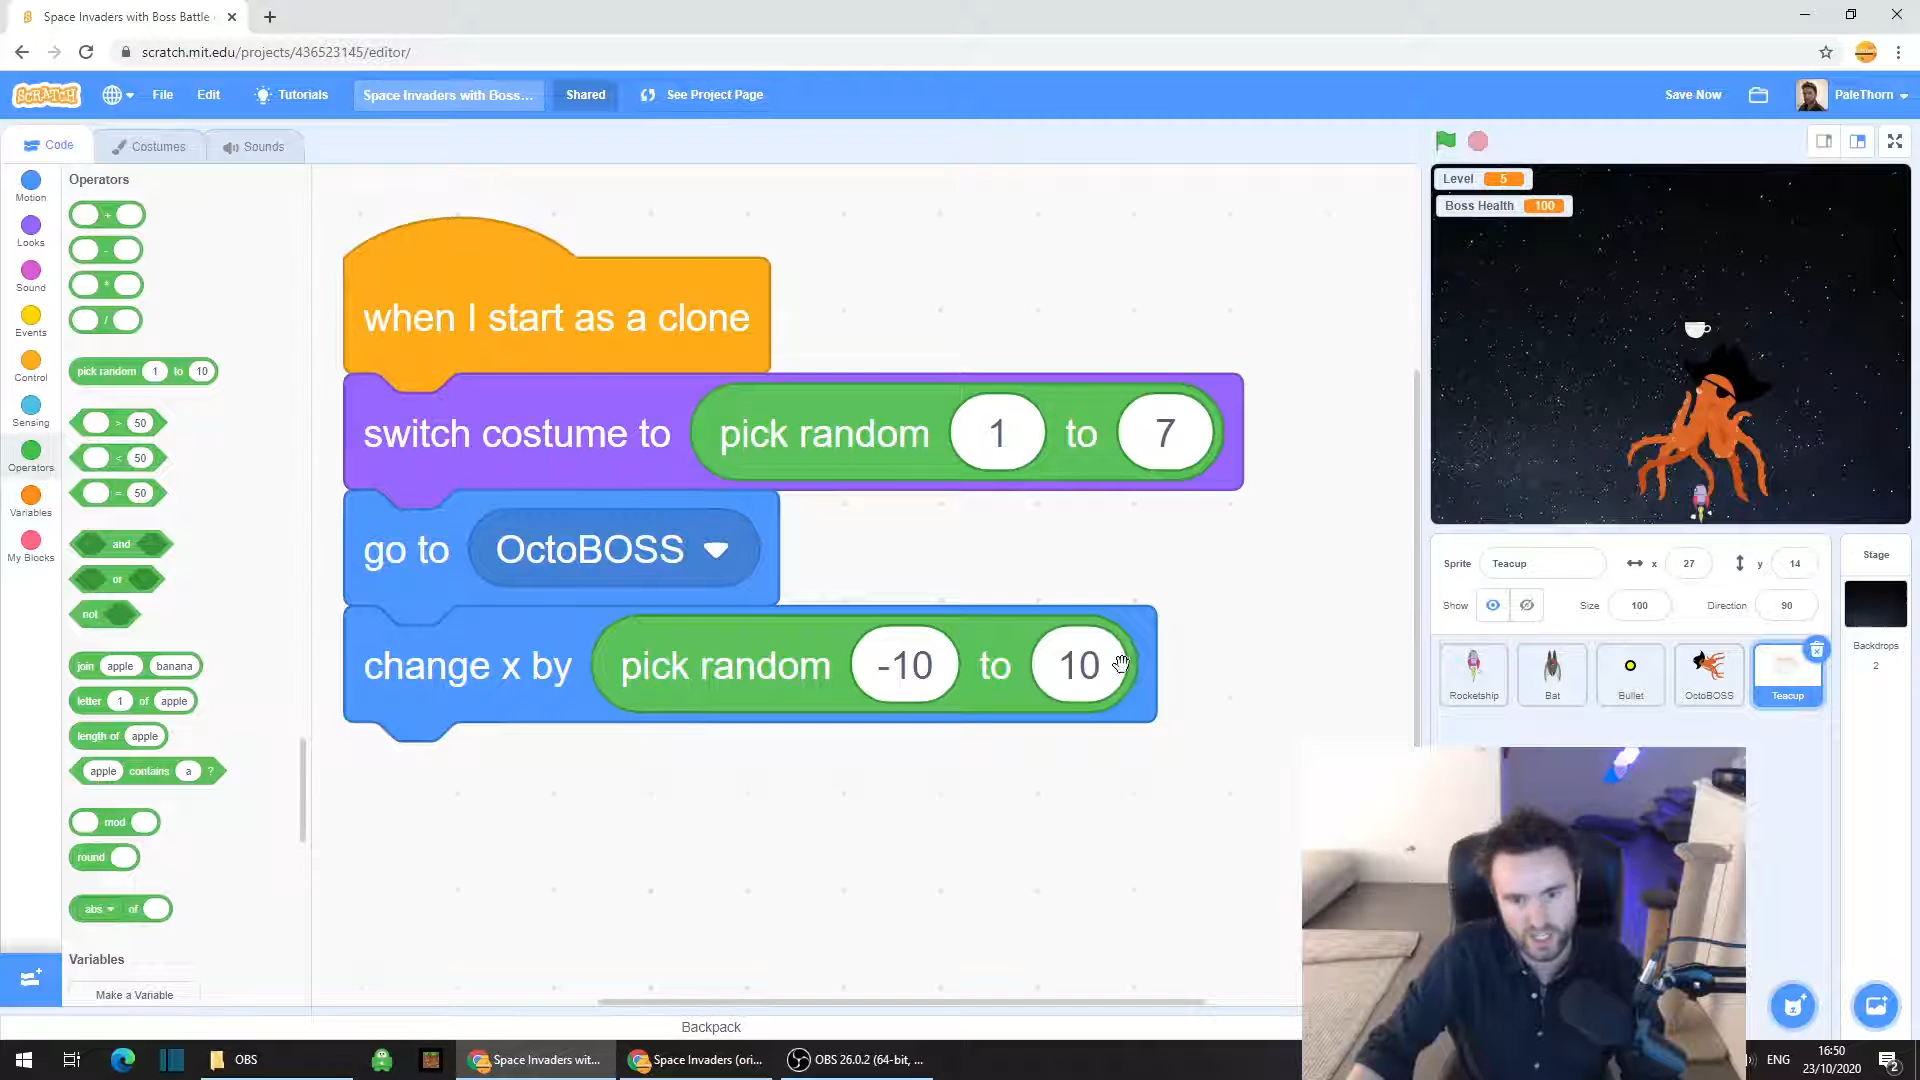 Space Invaders with Boss Battle
scratch.mit.edu/projects/436523145/editor/
SCRATCH
File
Edit
Tutorials
Space Invaders with Boss...
Shared
See Project Page
Save Now
PaleThorn
Code
Costumes
Sounds
Motion
Looks
Sound
Events
Control
Sensing
Operators
Variables
My Blocks
Operators
+
-
*
/
pick random 1 to 10
> 50
< 50
= 50
and
or
not
join apple banana
letter 1 of apple
length of apple
apple contains a ?
mod
round
abs of
Variables
Make a Variable
when I start as a clone
switch costume to pick random 1 to 7
go to OctoBOSS
change x by pick random -10 to 10
Backpack
Level 5
Boss Health 100
Sprite Teacup
x 27
y 14
Show
Size 100
Direction 90
Rocketship
Bat
Bullet
OctoBOSS
Teacup
Stage
Backdrops
2
OBS
Space Invaders wit...
Space Invaders (ori...
OBS 26.0.2 (64-bit, ...
ENG
16:50
23/10/2020
2